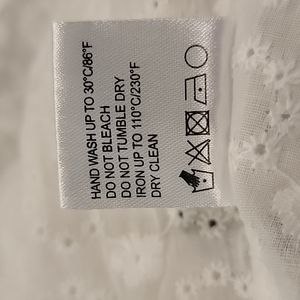 HAND WASH UP TO 30°C/86°F
DO NOT BLEACH
DO NOT TUMBLE DRY
IRON UP TO 110°C/230°F
DRY CLEAN